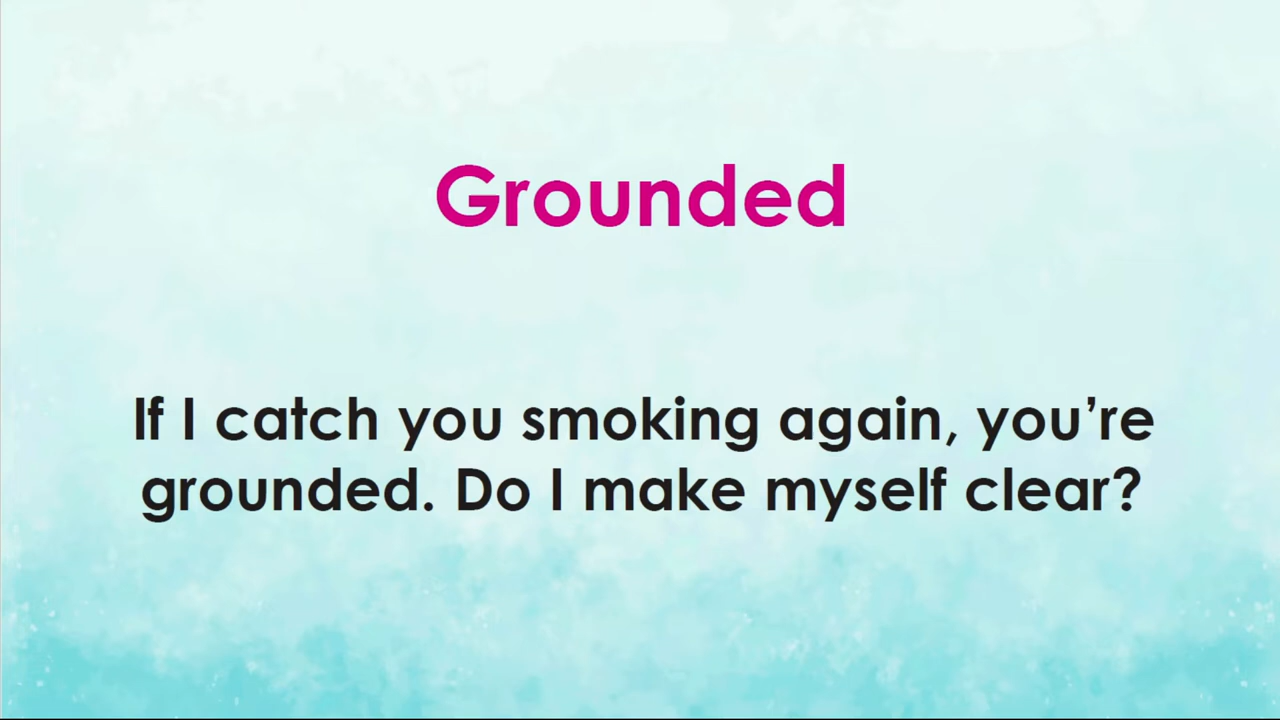 Grounded
If I catch you smoking again, you’re
grounded. Do I make myself clear?